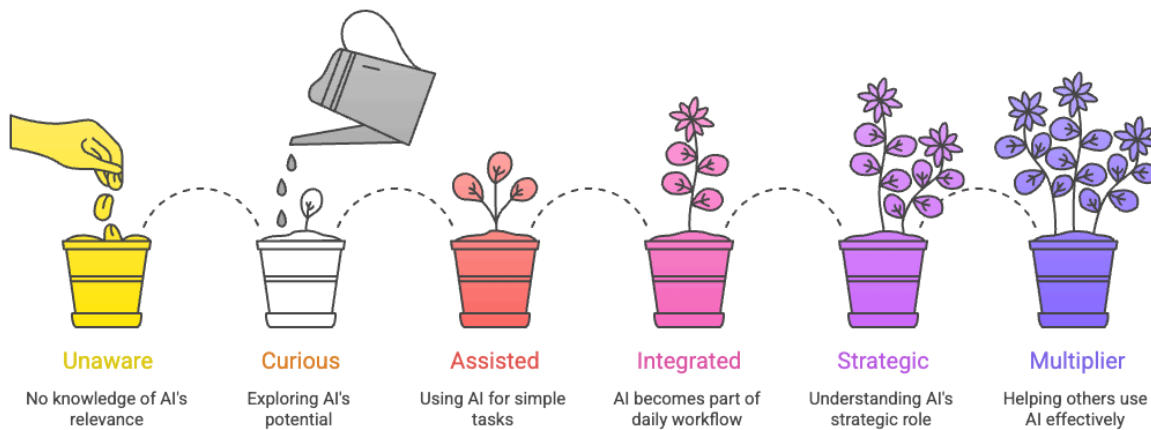 Unaware
No knowledge of AI's
relevance
Curious
Exploring AI's
potential
Assisted
Using AI for simple
tasks
Integrated
AI becomes part of
daily workflow
Strategic
Understanding AI's
strategic role
Multiplier
Helping others use
AI effectively